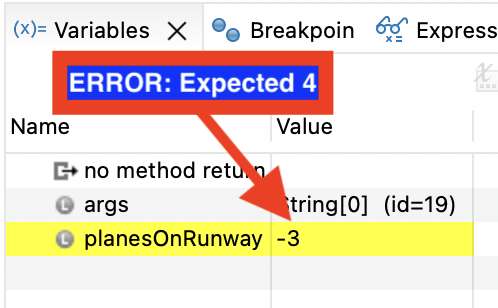 (x)= Variables Breakpoin Express
ERROR: Expected 4
Name Value
no method return
args String[0] (id=19)
planesOnRunway -3